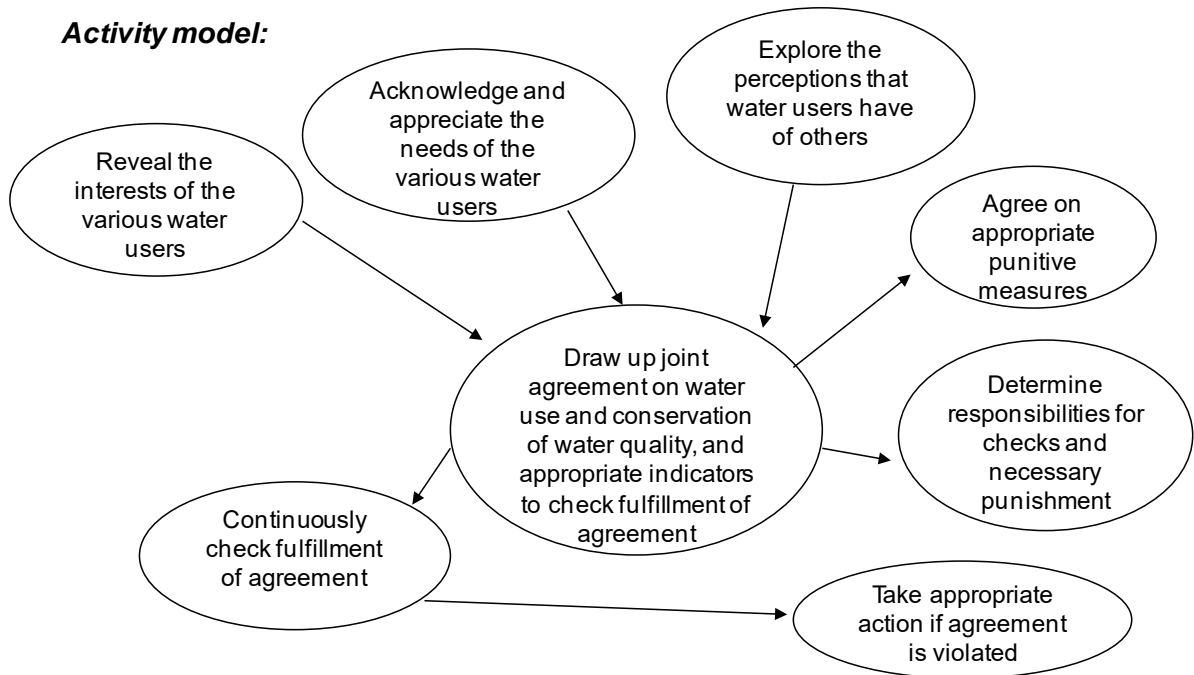 Activity model:
Reveal the
interests of the
various water
users
Acknowledge and
appreciate the
needs of the
various water
users
Explore the
perceptions that
water users have
of others
Agree on
appropriate
punitive
measures
Draw up joint
agreement on water
use and conservation
of water quality, and
appropriate indicators
to check fulfillment of
agreement
Determine
responsibilities for
checks and
necessary
punishment
Continuously
check fulfillment
of agreement
Take appropriate
action if agreement
is violated